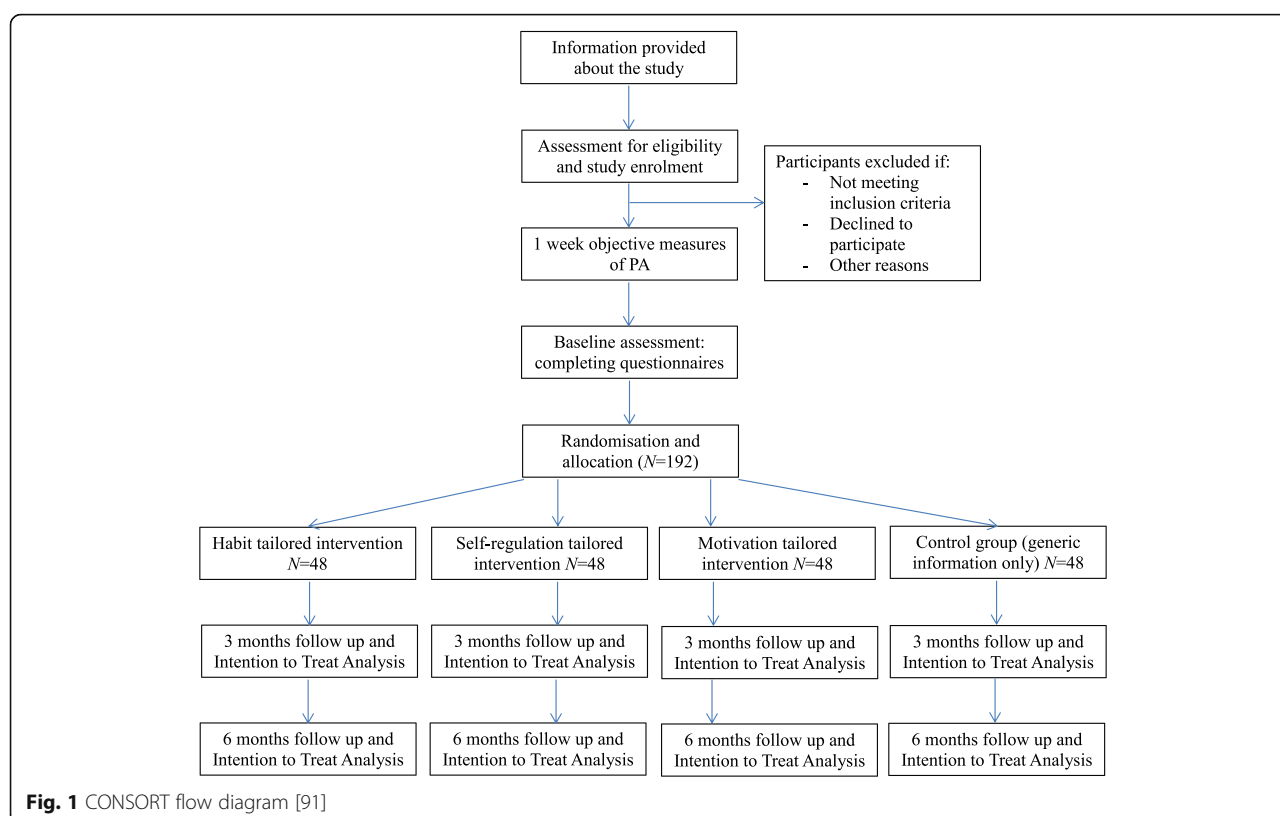 Information provided
about the study
Assessment for eligibility
and study enrolment
Participants excluded if:
- Not meeting
inclusion criteria
- Declined to
participate
- Other reasons
1 week objective measures
of PA
Baseline assessment:
completing questionnaires
Randomisation and
allocation (N=192)
Habit tailored intervention
N=48
Self-regulation tailored
intervention N=48
Motivation tailored
intervention N=48
Control group (generic
information only) N=48
3 months follow up and
Intention to Treat Analysis
3 months follow up and
Intention to Treat Analysis
3 months follow up and
Intention to Treat Analysis
3 months follow up and
Intention to Treat Analysis
6 months follow up and
Intention to Treat Analysis
6 months follow up and
Intention to Treat Analysis
6 months follow up and
Intention to Treat Analysis
6 months follow up and
Intention to Treat Analysis
Fig. 1 CONSORT flow diagram [91]